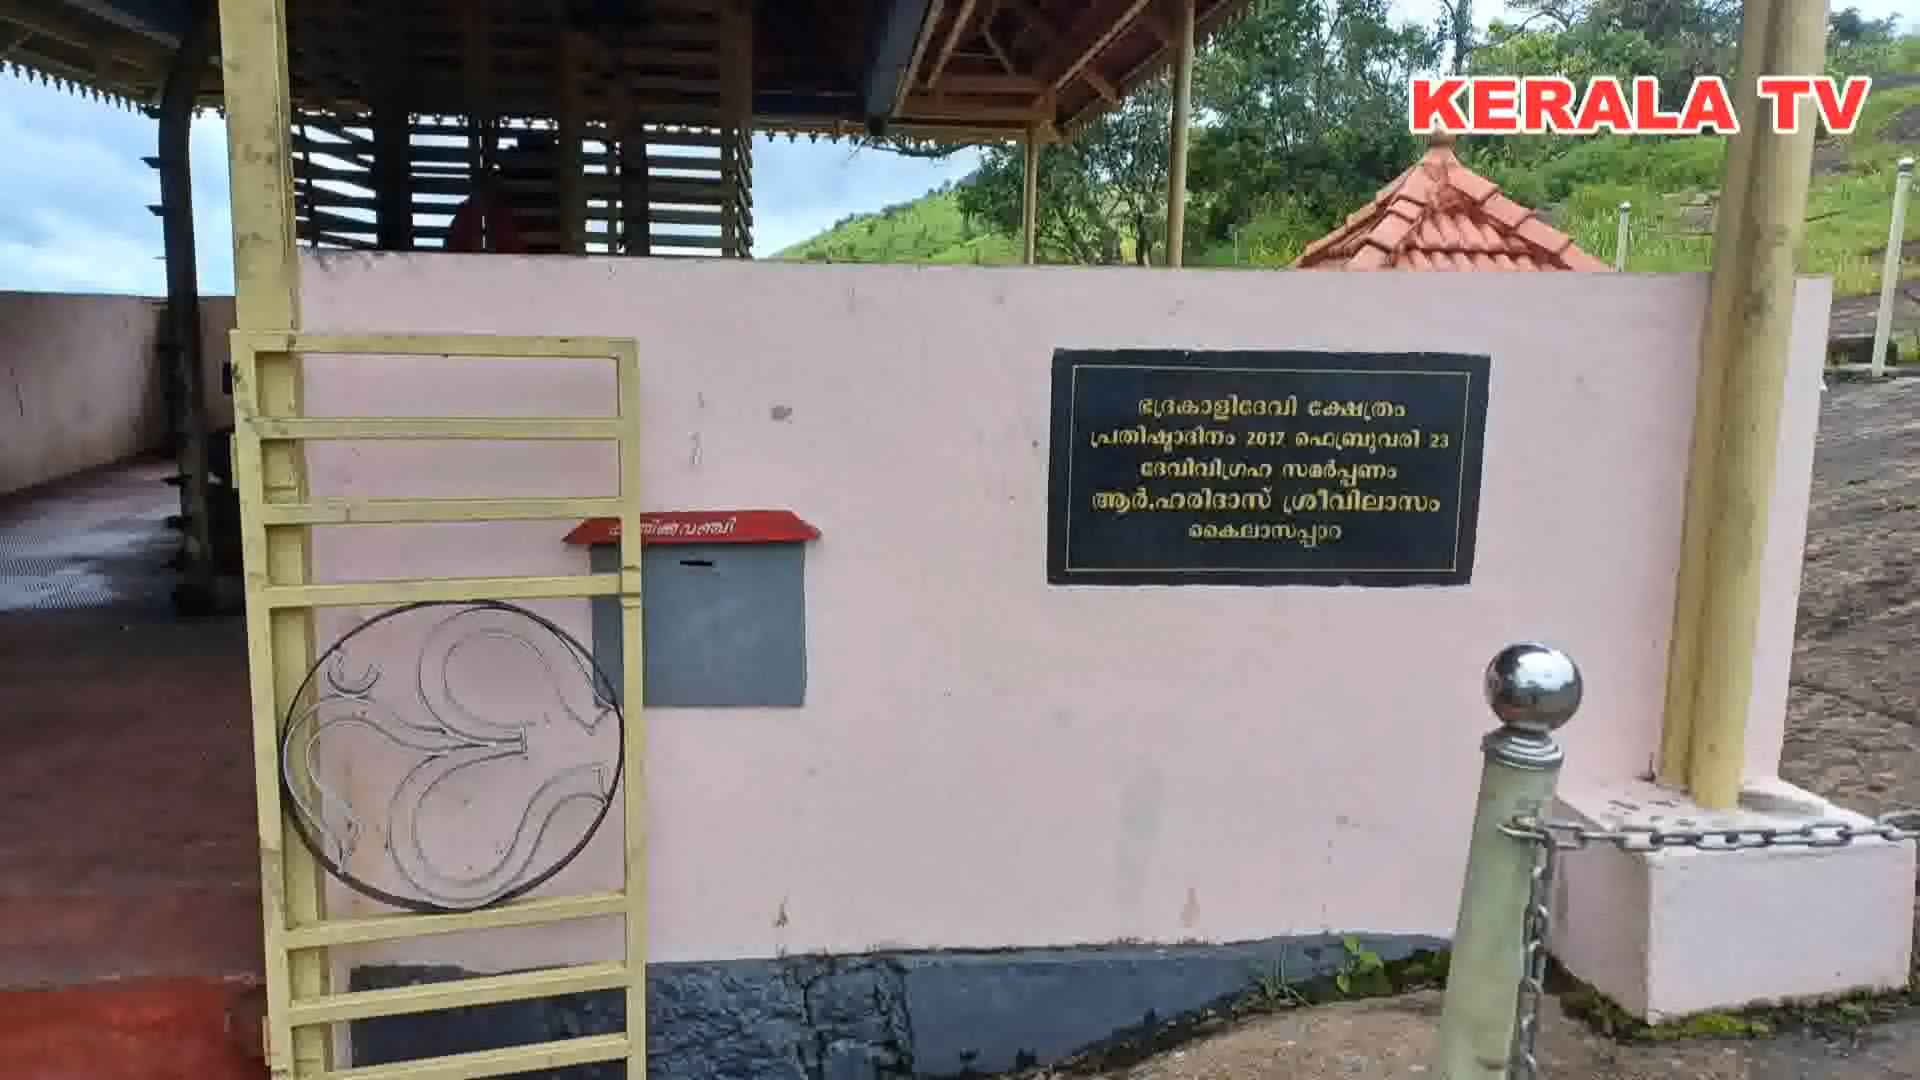 KERALA TV
ഭദ്രകാളിദേവി ക്ഷേത്രം
പ്രതിഷ്ഠാദിനം 2017 ഫെബ്രുവരി 23
ദേവിവിഗ്രഹ സമർപ്പണം
ആർ.ഹരിദാസ് ശ്രീവിലാസം
കൈലാസപ്പാറ